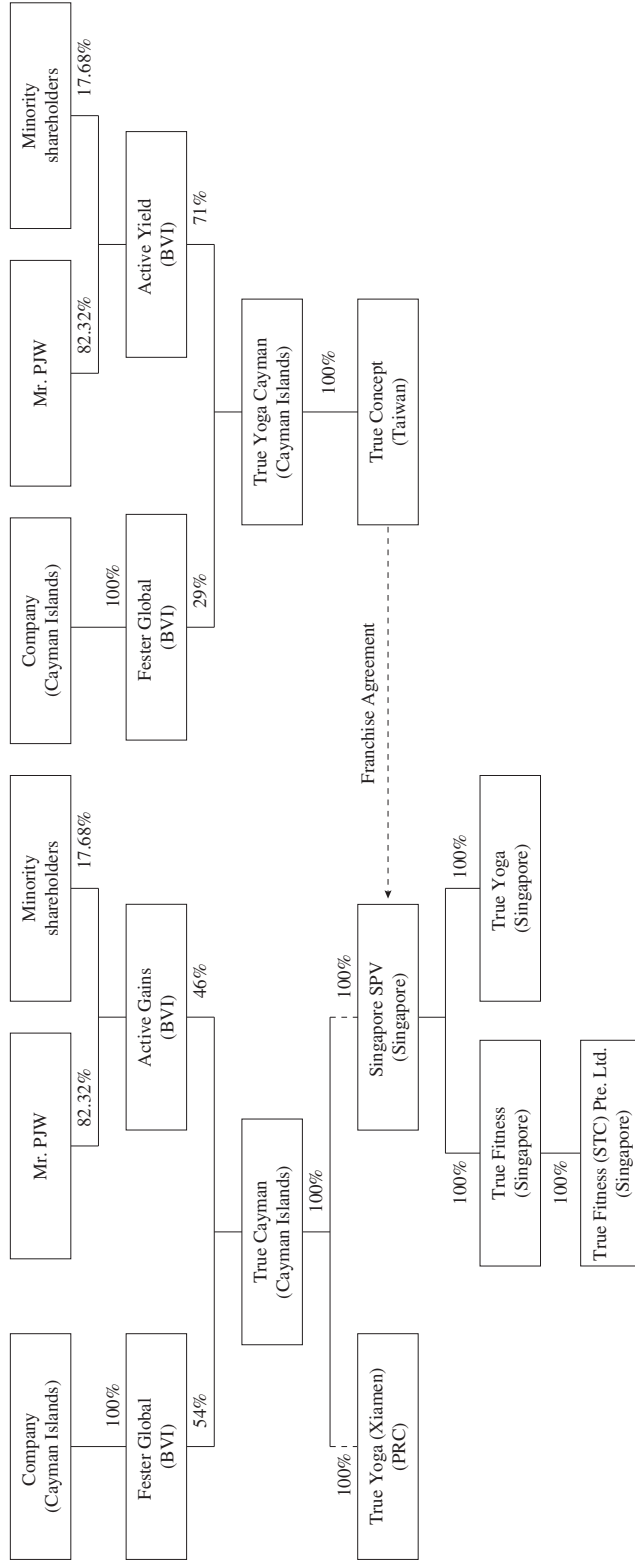 Company
(Cayman Islands)
Mr. PJW
Minority
shareholders
100%
82.32%
17.68%
Fester Global
(BVI)
Active Gains
(BVI)
54%
46%
True Cayman
(Cayman Islands)
100%
100%
100%
True Yoga (Xiamen)
(PRC)
Singapore SPV
(Singapore)
100%
100%
True Fitness
(Singapore)
True Yoga
(Singapore)
100%
True Fitness (STC) Pte. Ltd.
(Singapore)
Company
(Cayman Islands)
Mr. PJW
Minority
shareholders
100%
82.32%
17.68%
Fester Global
(BVI)
Active Yield
(BVI)
29%
71%
True Yoga Cayman
(Cayman Islands)
100%
True Concept
(Taiwan)
Franchise Agreement